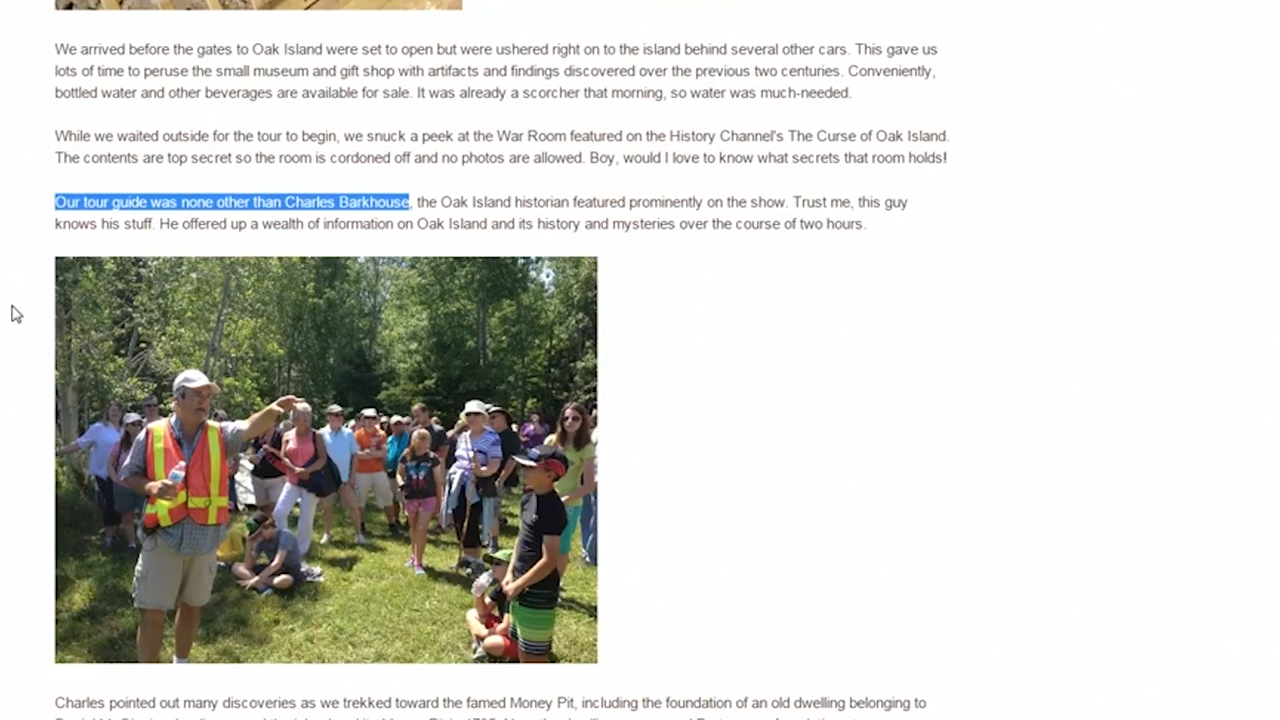 We arrived before the gates to Oak Island were set to open but were ushered right on to the island behind several other cars. This gave us
lots of time to peruse the small museum and gift shop with artifacts and findings discovered over the previous two centuries. Conveniently,
bottled water and other beverages are available for sale. It was already a scorcher that morning, so water was much-needed.
While we waited outside for the tour to begin, we snuck a peek at the War Room featured on the History Channel's The Curse of Oak Island.
The contents are top secret so the room is cordoned off and no photos are allowed. Boy, would I love to know what secrets that room holds!
Our tour guide was none other than Charles Barkhouse, the Oak Island historian featured prominently on the show. Trust me, this guy
knows his stuff. He offered up a wealth of information on Oak Island and its history and mysteries over the course of two hours.
Charles pointed out many discoveries as we trekked toward the famed Money Pit, including the foundation of an old dwelling belonging to